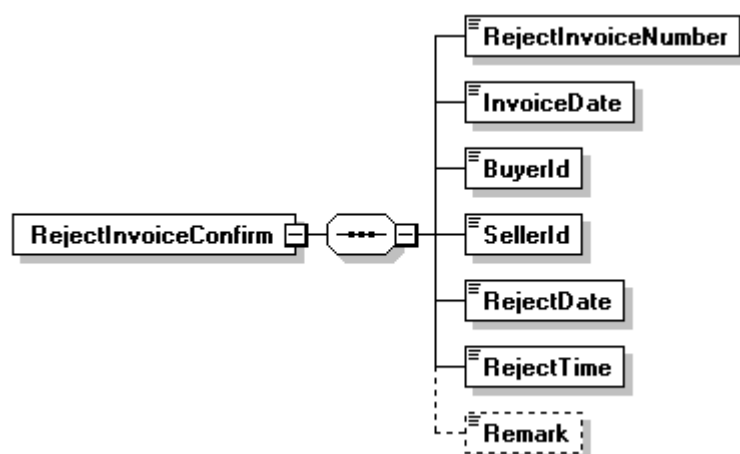 RejectInvoiceNumber
InvoiceDate
BuyerId
RejectInvoiceConfirm
SellerId
RejectDate
RejectTime
Remark